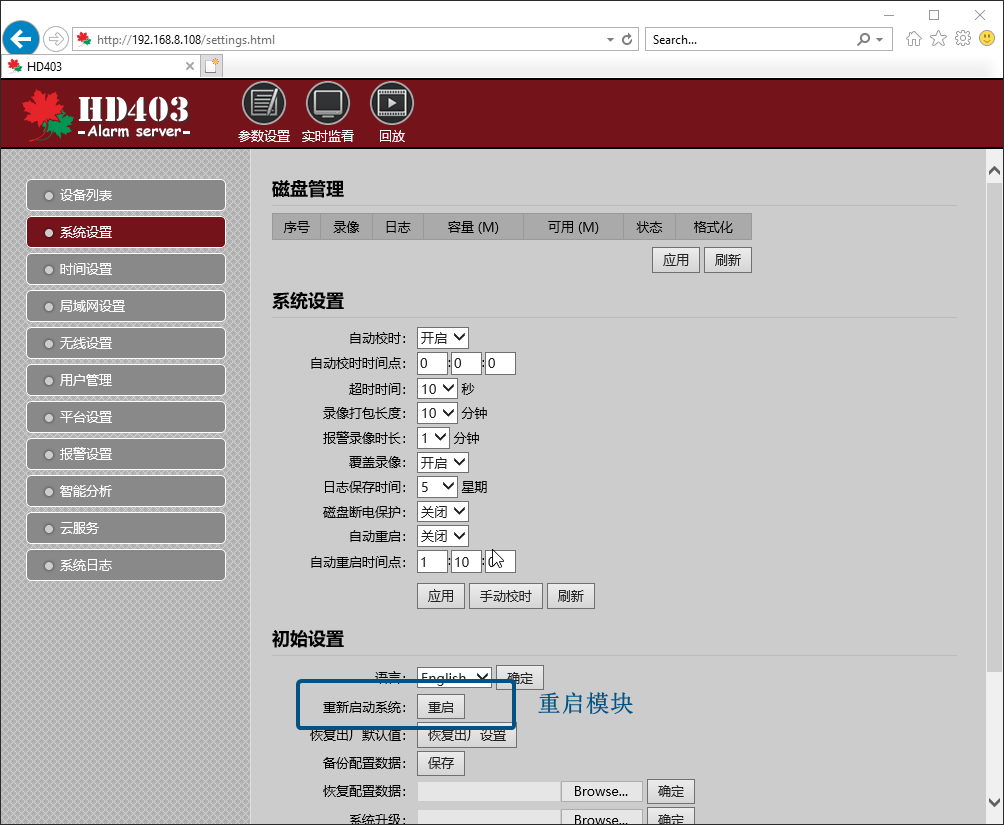 http://192.168.8.108/settings.html
Search...
HD403
HD403
-Alarm server-
参数设置 实时监看 回放
设备列表
系统设置
时间设置
局域网设置
无线设置
用户管理
平台设置
报警设置
智能分析
云服务
系统日志
磁盘管理
序号 录像 日志 容量 (M) 可用 (M) 状态 格式化
应用 刷新
系统设置
自动校时: 开启
自动校时时间点: 0 :0 :0
超时时间: 10 秒
录像打包长度: 10 分钟
报警录像时长: 1 分钟
覆盖录像: 开启
日志保存时间: 5 星期
磁盘断电保护: 关闭
自动重启: 关闭
自动重启时间点: 1 :10 :
应用 手动校时 刷新
初始设置
语言: English 确定
重新启动系统: 重启
重启模块
恢复出厂默认值: 恢复出厂设置
备份配置数据: 保存
恢复配置数据: Browse... 确定
系统升级: Browse... 确定